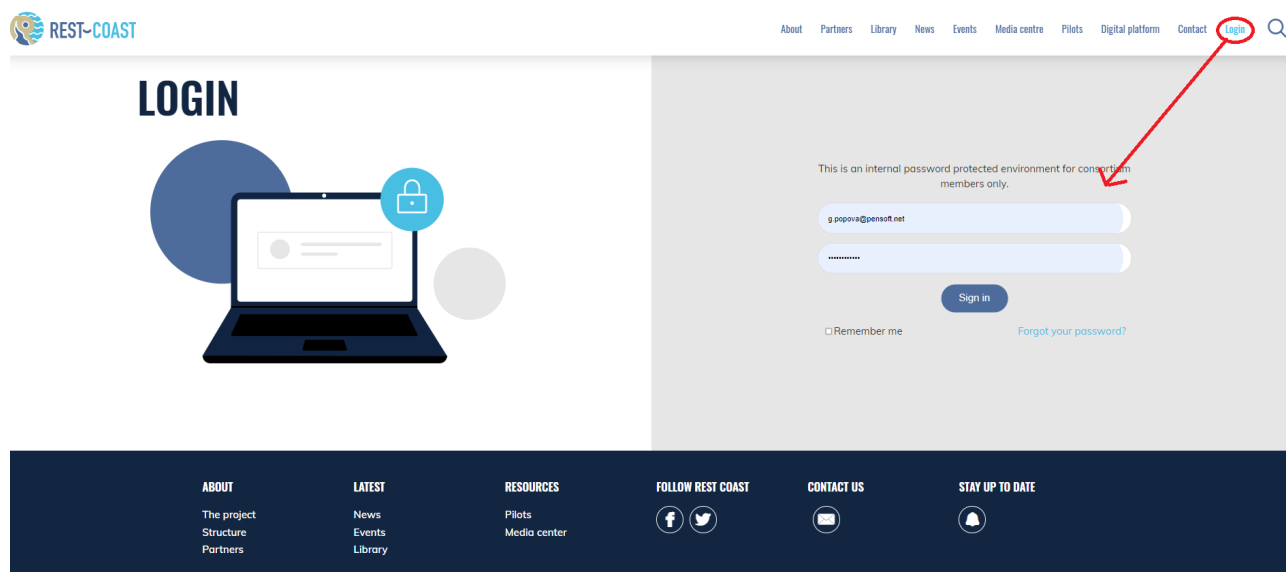 REST-COAST
About Partners Library News Events Media centre Pilots Digital platform Contact Login
LOGIN
This is an internal password protected environment for consortium
members only.
g.popova@pensoft.net
••••••••••••
Sign in
Remember me
Forgot your password?
ABOUT
The project
Structure
Partners
LATEST
News
Events
Library
RESOURCES
Pilots
Media center
FOLLOW REST COAST
CONTACT US
STAY UP TO DATE